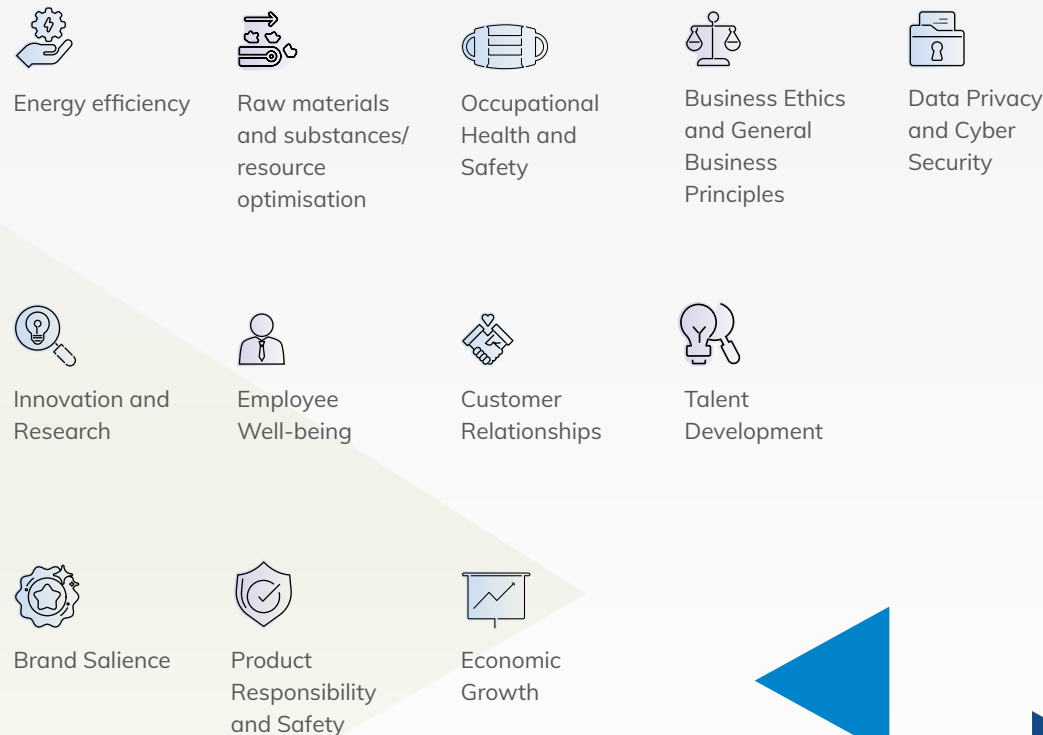 Energy efficiency
Raw materials
and substances/
resource
optimisation
Occupational
Health and
Safety
Business Ethics
and General
Business
Principles
Data Privacy
and Cyber
Security
Innovation and
Research
Employee
Well-being
Customer
Relationships
Talent
Development
Brand Salience
Product
Responsibility
and Safety
Economic
Growth